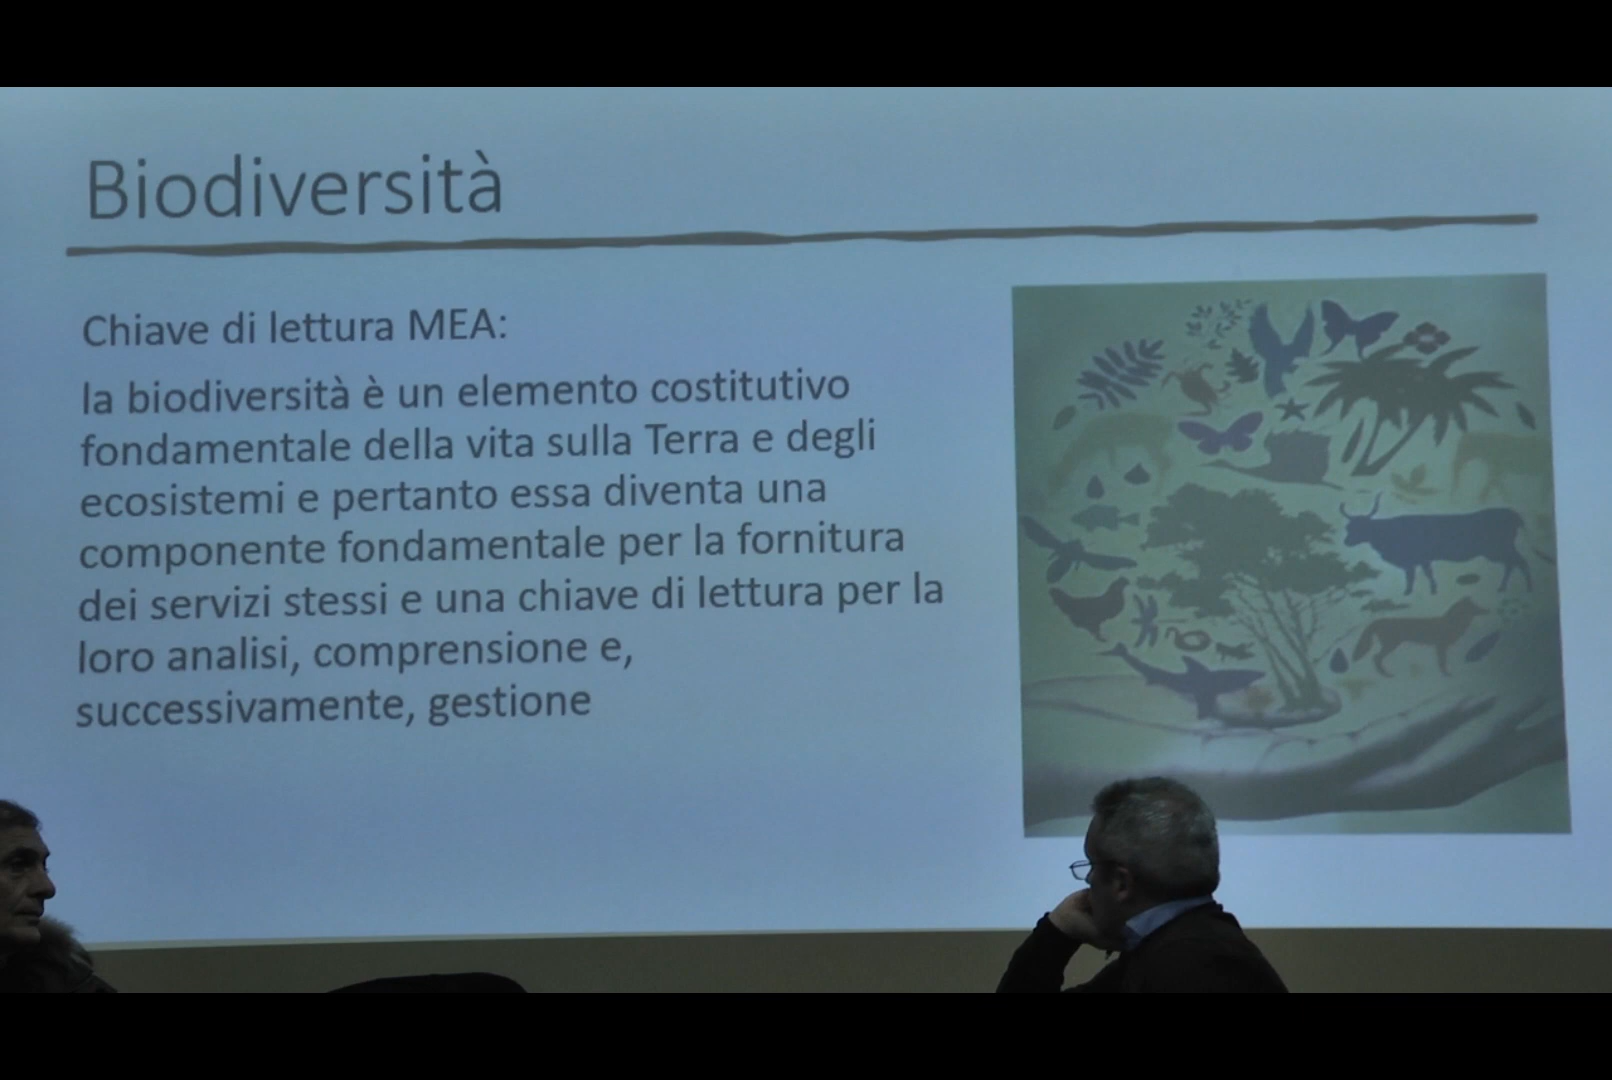 Biodiversità
Chiave di lettura MEA:
la biodiversità è un elemento costitutivo
fondamentale della vita sulla Terra e degli
ecosistemi e pertanto essa diventa una
componente fondamentale per la fornitura
dei servizi stessi e una chiave di lettura per la
loro analisi, comprensione e,
successivamente, gestione